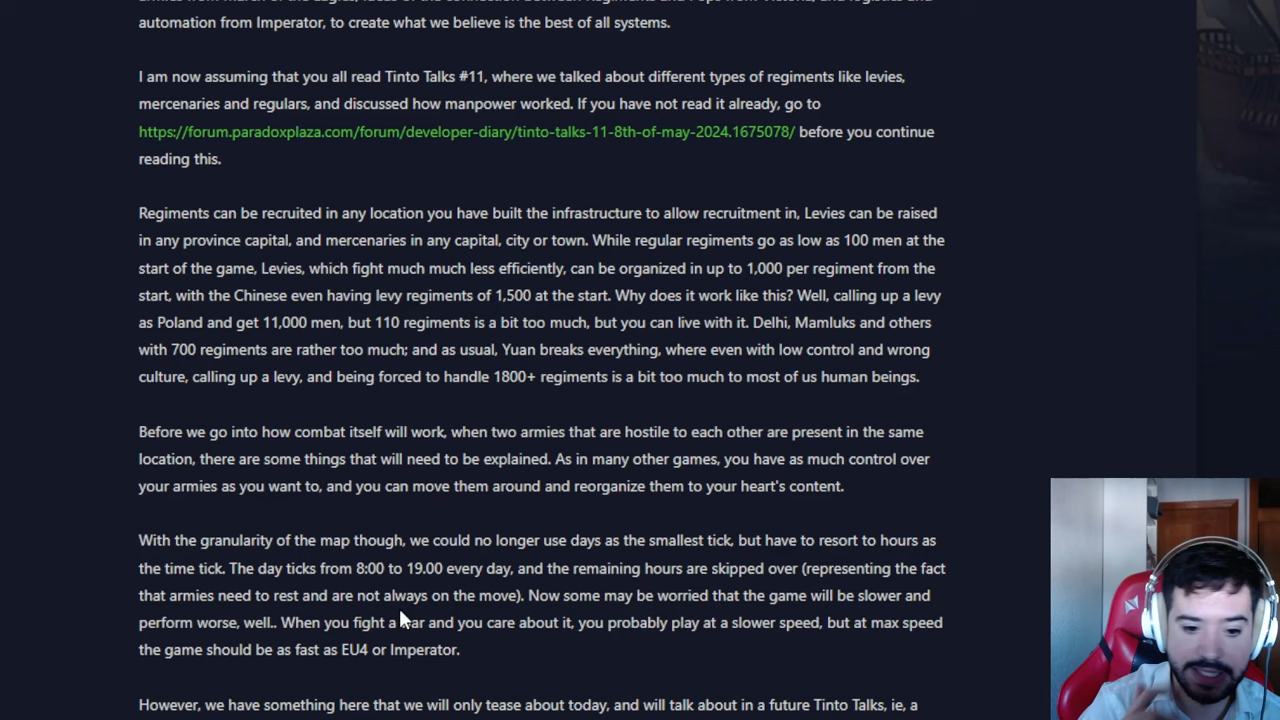 automation from Imperator, to create what we believe is the best of all systems.
I am now assuming that you all read Tinto Talks #11, where we talked about different types of regiments like levies,
mercenaries and regulars, and discussed how manpower worked. If you have not read it already, go to
https://forum.paradoxplaza.com/forum/developer-diary/tinto-talks-11-8th-of-may-2024.1675078/ before you continue
reading this.
Regiments can be recruited in any location you have built the infrastructure to allow recruitment in, Levies can be raised
in any province capital, and mercenaries in any capital, city or town. While regular regiments go as low as 100 men at the
start of the game, Levies, which fight much much less efficiently, can be organized in up to 1,000 per regiment from the
start, with the Chinese even having levy regiments of 1,500 at the start. Why does it work like this? Well, calling up a levy
as Poland and get 11,000 men, but 110 regiments is a bit too much, but you can live with it. Delhi, Mamluks and others
with 700 regiments are rather too much; and as usual, Yuan breaks everything, where even with low control and wrong
culture, calling up a levy, and being forced to handle 1800+ regiments is a bit too much to most of us human beings.
Before we go into how combat itself will work, when two armies that are hostile to each other are present in the same
location, there are some things that will need to be explained. As in many other games, you have as much control over
your armies as you want to, and you can move them around and reorganize them to your heart's content.
With the granularity of the map though, we could no longer use days as the smallest tick, but have to resort to hours as
the time tick. The day ticks from 8:00 to 19.00 every day, and the remaining hours are skipped over (representing the fact
that armies need to rest and are not always on the move). Now some may be worried that the game will be slower and
perform worse, well.. When you fight a war and you care about it, you probably play at a slower speed, but at max speed
the game should be as fast as EU4 or Imperator.
However, we have something here that we will only tease about today, and will talk about in a future Tinto Talks, ie, a